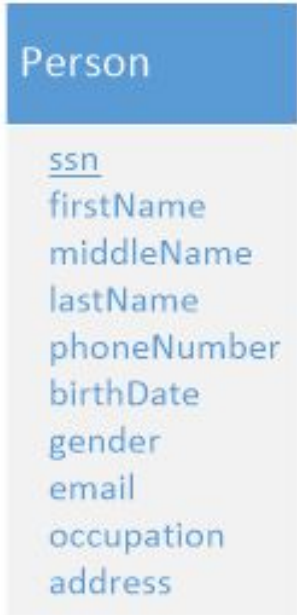 Person
ssn
firstName
middleName
lastName
phoneNumber
birthDate
gender
email
occupation
address